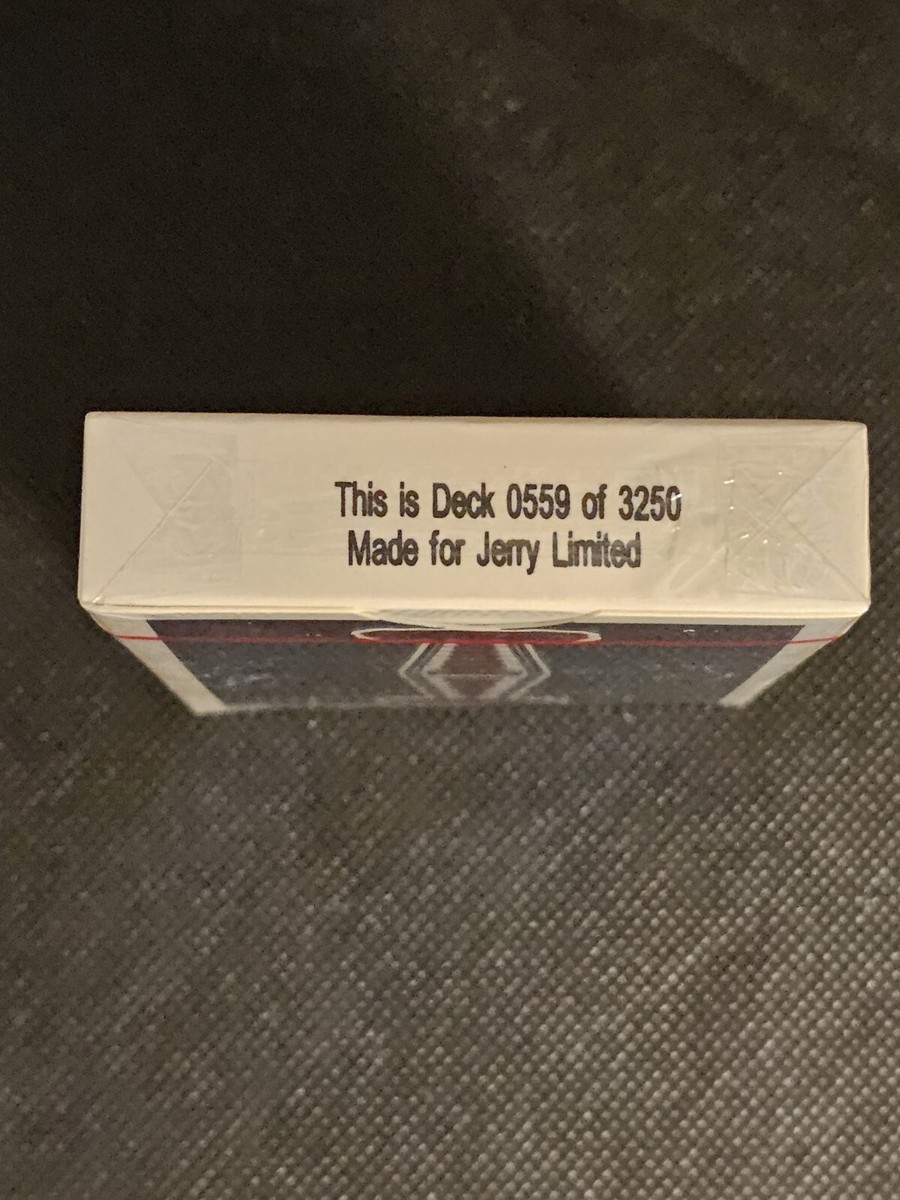 This is Deck 0559 of 3250
Made for Jerry Limited